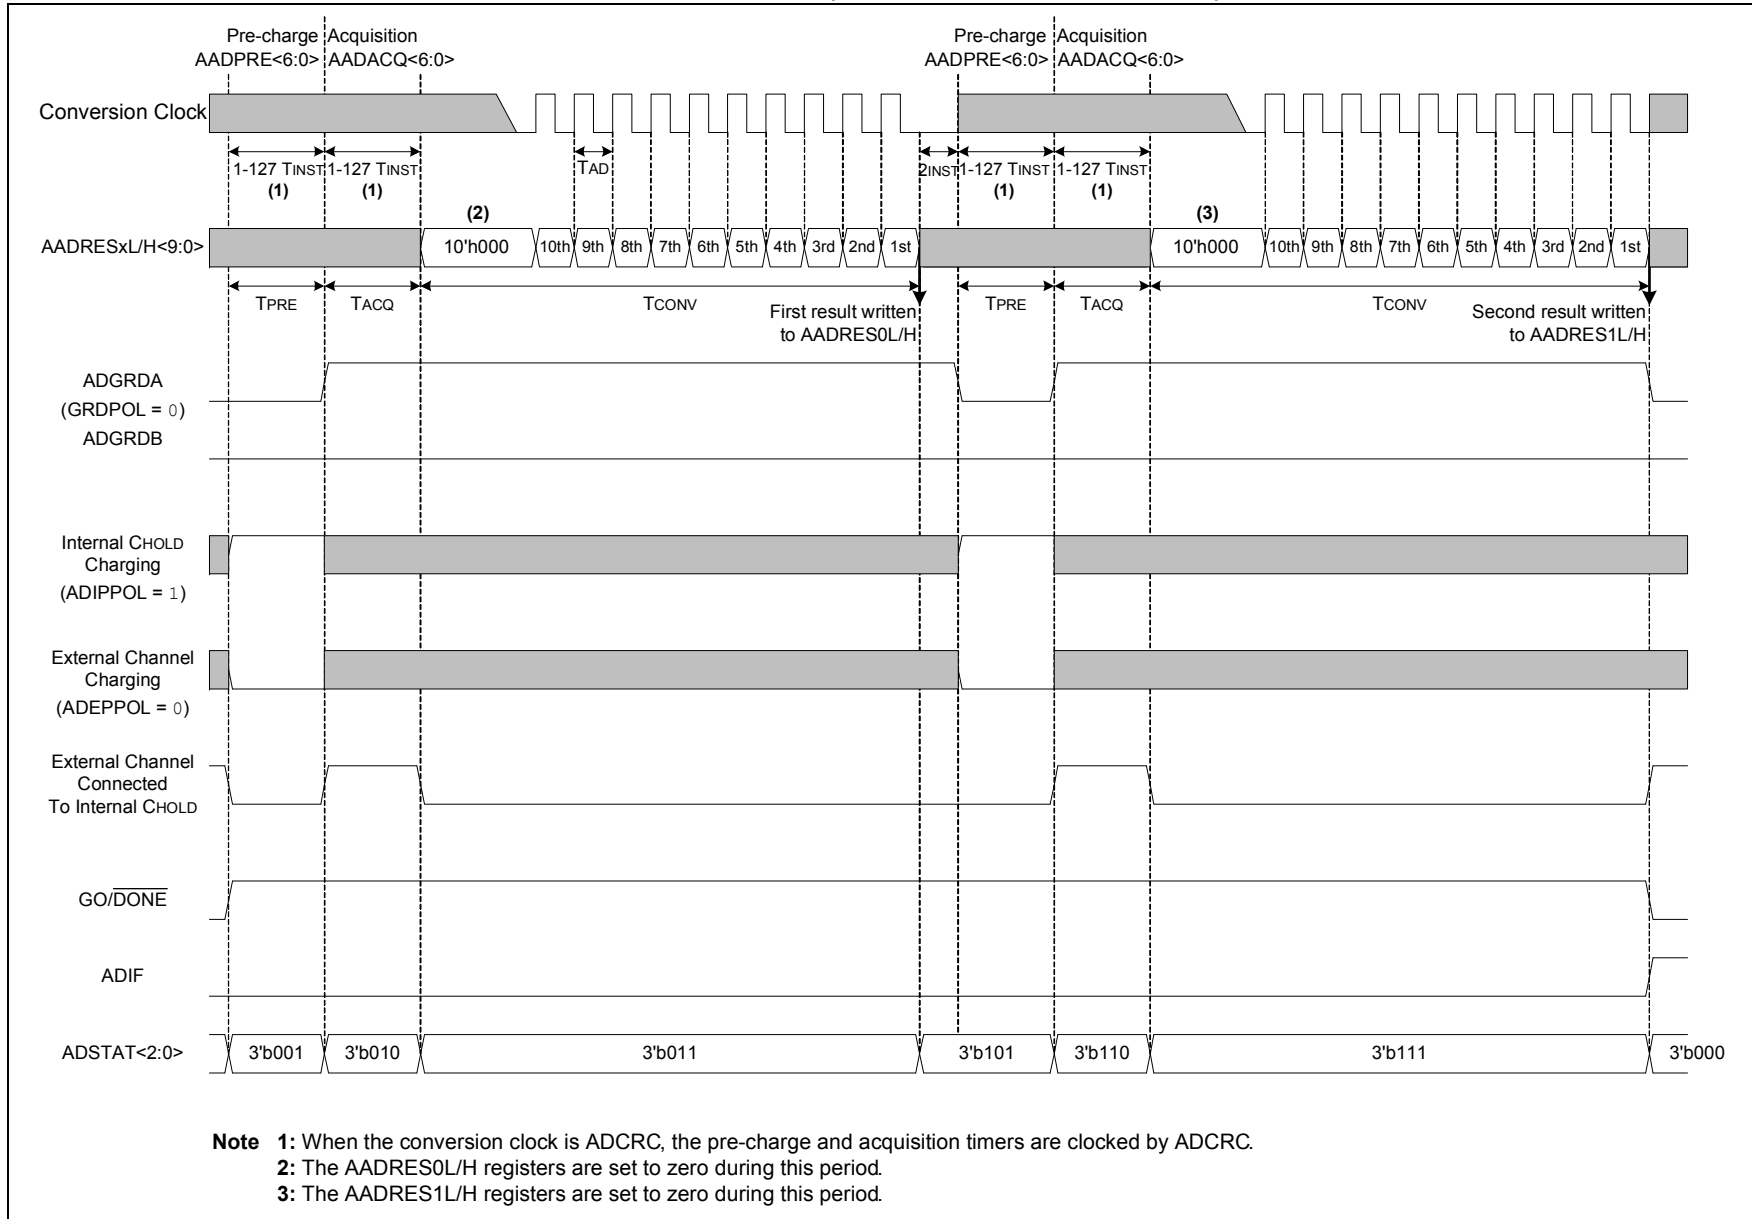 Pre-charge Acquisition Pre-charge Acquisition
AADPRE<6:0> AADACQ<6:0> AADPRE<6:0> AADACQ<6:0>
Conversion Clock
1-127 TINST 1-127 TINST TAD 2INST 1-127 TINST 1-127 TINST
(1) (1) (1) (1)
(2) (3)
AADRESxL/H<9:0> 10'h000 10th 9th 8th 7th 6th 5th 4th 3rd 2nd 1st 10'h000 10th 9th 8th 7th 6th 5th 4th 3rd 2nd 1st
TPRE TACQ TCONV TPRE TACQ TCONV
First result written Second result written
to AADRES0L/H to AADRES1L/H
ADGRDA
(GRDPOL = 0)
ADGRDB
Internal CHOLD
Charging
(ADIPPOL = 1)
External Channel
Charging
(ADEPPOL = 0)
External Channel
Connected
To Internal CHOLD
GO/DONE
ADIF
ADSTAT<2:0> 3'b001 3'b010 3'b011 3'b101 3'b110 3'b111 3'b000
Note 1: When the conversion clock is ADCRC, the pre-charge and acquisition timers are clocked by ADCRC.
2: The AADRES0L/H registers are set to zero during this period.
3: The AADRES1L/H registers are set to zero during this period.